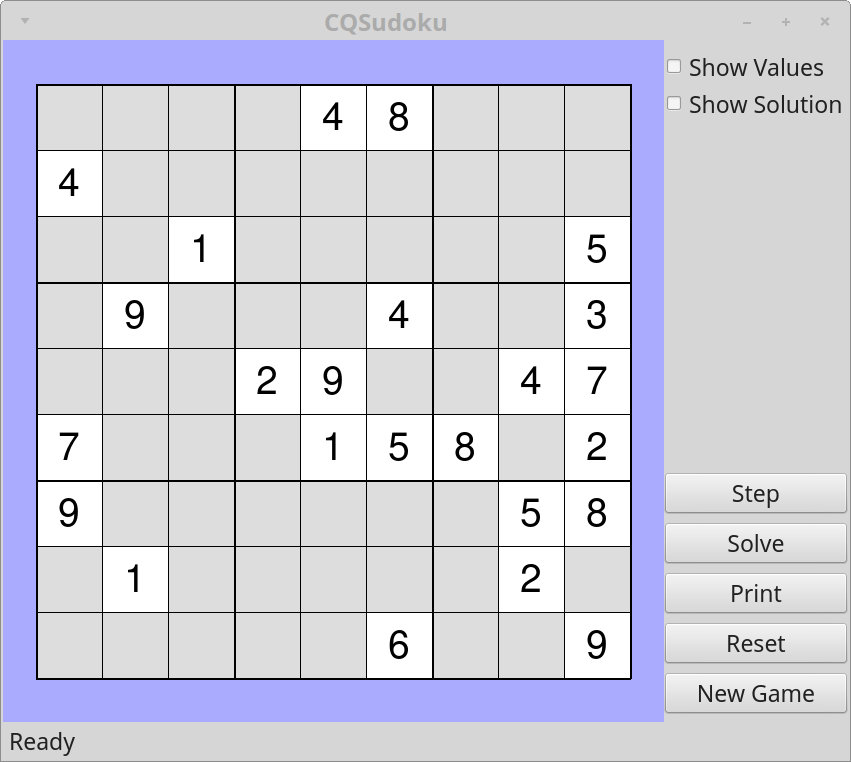 CQSudoku
Show Values
Show Solution
4 8
4
1 5
9 4 3
2 9 4 7
7 1 5 8 2
9 5 8
1 2
6 9
Step
Solve
Print
Reset
New Game
Ready